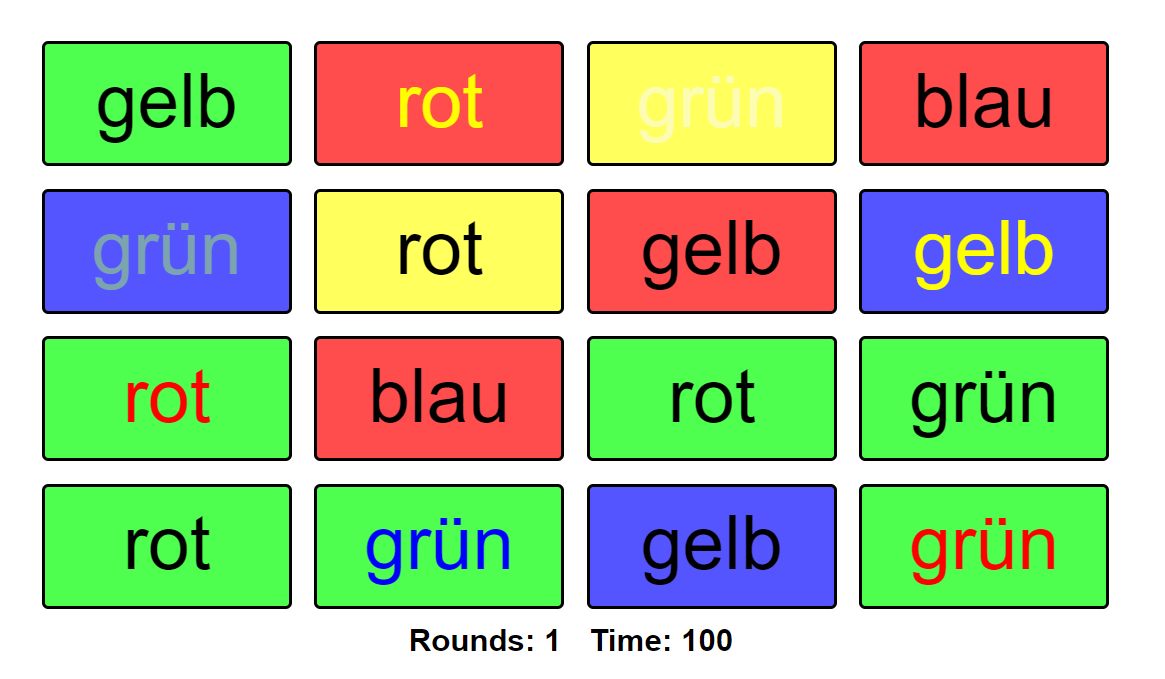 gelb rot grün blau
grün rot gelb gelb
rot blau rot grün
rot grün gelb grün
Rounds: 1 Time: 100